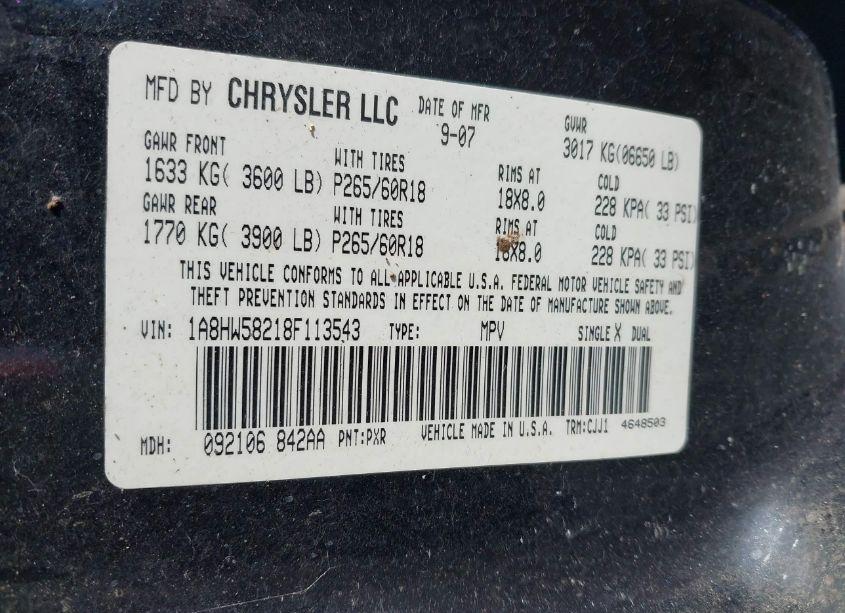 MFD BY CHRYSLER LLC DATE OF MFR 9-07 GVWR 3017 KG(06650 LB)
GAWR FRONT WITH TIRES RIMS AT COLD
1633 KG( 3600 LB) P265/60R18 18X8.0 228 KPA( 33 PSI)
GAWR REAR WITH TIRES RIMS AT COLD
1770 KG( 3900 LB) P265/60R18 18X8.0 228 KPA( 33 PSI)
THIS VEHICLE CONFORMS TO ALL APPLICABLE U.S.A. FEDERAL MOTOR VEHICLE SAFETY AND
THEFT PREVENTION STANDARDS IN EFFECT ON THE DATE OF MANUFACTURE SHOWN ABOVE.
VIN: 1A8HW58218F113543 TYPE: MPV SINGLE X DUAL
MDH: 092106 842AA PNT:PXR VEHICLE MADE IN U.S.A. TRM:CJJ1 4648503